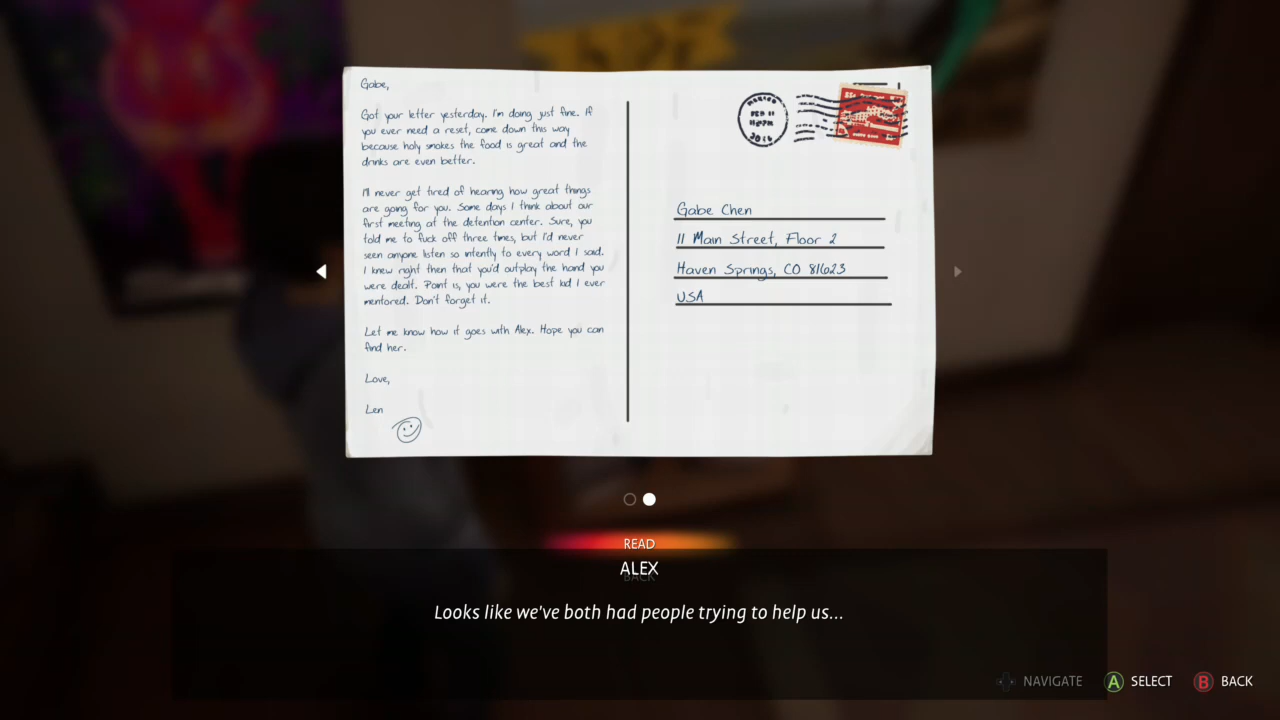 Gabe,
Got your letter yesterday. I'm doing just fine. If
you ever need a reset, come down this way
because holy smokes the food is great and the
drinks are even better.
I'll never get tired of hearing how great things
are going for you. Some days I think about our
first meeting at the detention center. Sure, you
told me to fuck off three times, but I'd never
seen anyone listen so intently to every word I said.
I knew right then that you'd outplay the hand you
were dealt. Point is, you were the best kid I ever
mentored. Don't forget it.
Let me know how it goes with Alex. Hope you can
find her.
Love,
Len
MEXICO
FEB 11
2016
Gabe Chen
11 Main Street, Floor 2
Haven Springs, CO 81623
USA
READ
ALEX
BACK
Looks like we've both had people trying to help us...
NAVIGATE
A SELECT
B BACK